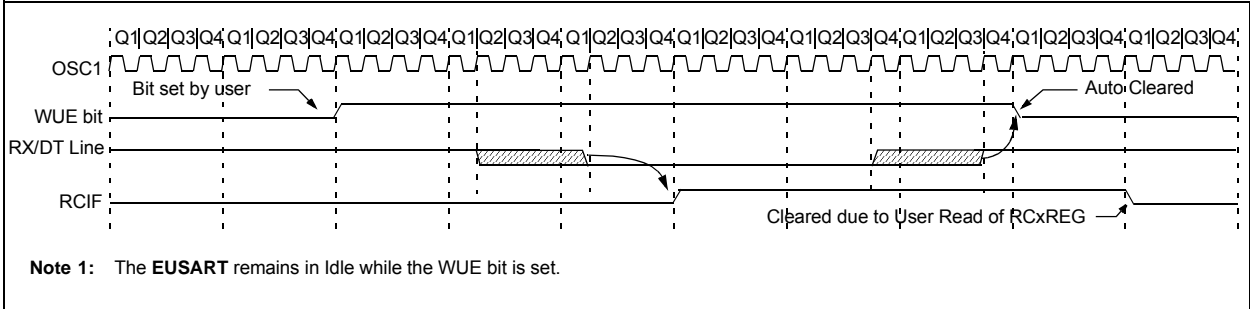 Q1 Q2 Q3 Q4 Q1 Q2 Q3 Q4 Q1 Q2 Q3 Q4 Q1 Q2 Q3 Q4 Q1 Q2 Q3 Q4 Q1 Q2 Q3 Q4 Q1 Q2 Q3 Q4 Q1 Q2 Q3 Q4 Q1 Q2 Q3 Q4 Q1 Q2 Q3 Q4
OSC1
Bit set by user
Auto Cleared
WUE bit
RX/DT Line
RCIF
Cleared due to User Read of RCxREG
Note 1: The EUSART remains in Idle while the WUE bit is set.